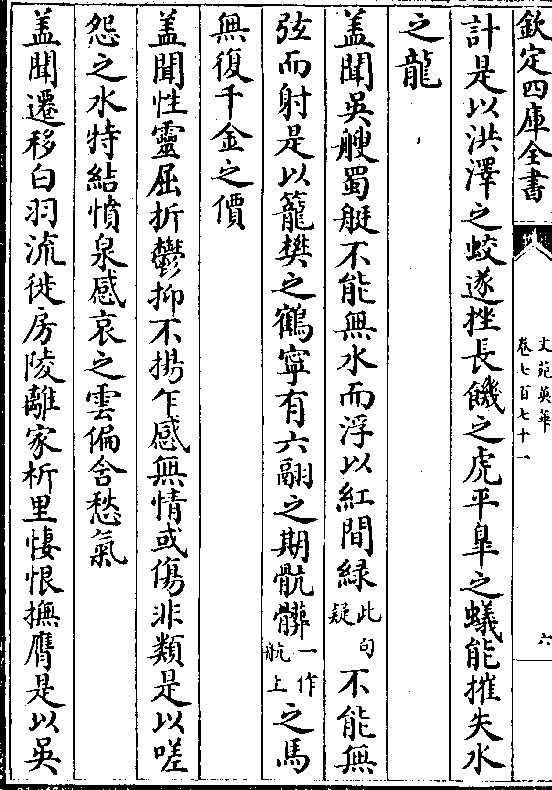 欽定四庫全書
文苑英華
卷七百七十一
六
計是以洪澤之蛟遂挫長饑之虎平臯之蟻能摧失水
之龍
盖聞吳艘蜀艇不能無水而浮以紅間緑此句疑不能無
弦而射是以籠樊之鶴寧有六翮之期骯髒一作骯上之馬
無復千金之價
盖聞性靈屈折鬱抑不揚乍感無情或傷非類是以嗟
怨之水特結憤泉感哀之雲偏含愁氣
盖聞遷移白羽流徙房陵離家析里悽恨撫膺是以吳